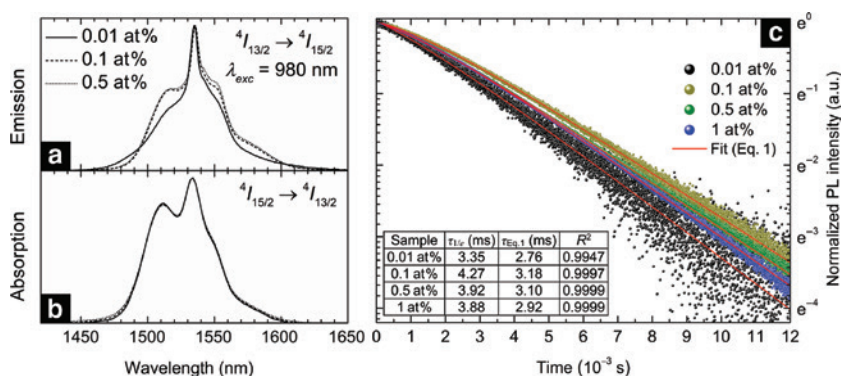 a
0.01 at%
0.1 at%
0.5 at%
⁴I₁₃/₂ → ⁴I₁₅/₂
λexc = 980 nm
Emission
b
⁴I₁₅/₂ → ⁴I₁₃/₂
Absorption
1450 1500 1550 1600 1650
Wavelength (nm)
c
0.01 at%
0.1 at%
0.5 at%
1 at%
Fit (Eq. 1)
Sample τ1/e (ms) τEq.1 (ms) R²
0.01 at% 3.35 2.76 0.9947
0.1 at% 4.27 3.18 0.9997
0.5 at% 3.92 3.10 0.9999
1 at% 3.88 2.92 0.9999
0 1 2 3 4 5 6 7 8 9 10 11 12
Time (10⁻³ s)
e⁰
e⁻¹
e⁻²
e⁻³
e⁻⁴
Normalized PL intensity (a.u.)